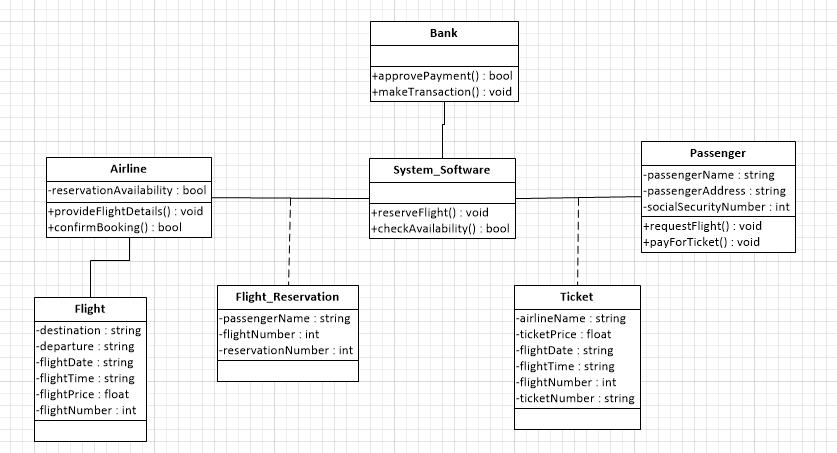 Bank
+approvePayment() : bool
+makeTransaction() : void
Airline
-reservationAvailability : bool
+provideFlightDetails() : void
+confirmBooking() : bool
System_Software
+reserveFlight() : void
+checkAvailability() : bool
Passenger
-passengerName : string
-passengerAddress : string
-socialSecurityNumber : int
+requestFlight() : void
+payForTicket() : void
Flight
-destination : string
-departure : string
-flightDate : string
-flightTime : string
-flightPrice : float
-flightNumber : int
Flight_Reservation
-passengerName : string
-flightNumber : int
-reservationNumber : int
Ticket
-airlineName : string
-ticketPrice : float
-flightDate : string
-flightTime : string
-flightNumber : int
-ticketNumber : string